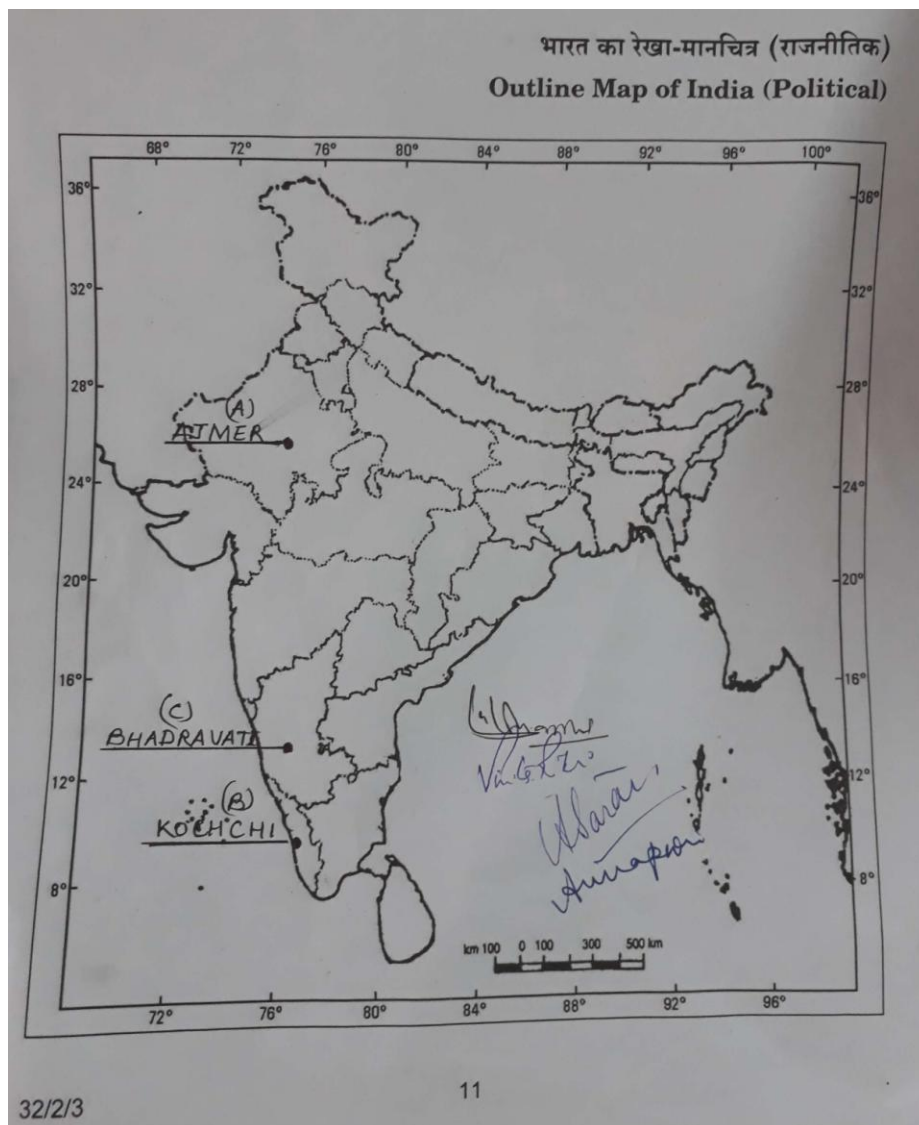 भारत का रेखा-मानचित्र (राजनीतिक)
Outline Map of India (Political)
68° 72° 76° 80° 84° 88° 92° 96° 100°
36° 36°
32° 32°
28° 28°
(A)
AJMER
24° 24°
20° 20°
16° 16°
(C)
BHADRAVATI
12° 12°
(B)
KOCHCHI
8° 8°
km 100 0 100 300 500 km
72° 76° 80° 84° 88° 92° 96°
11
32/2/3